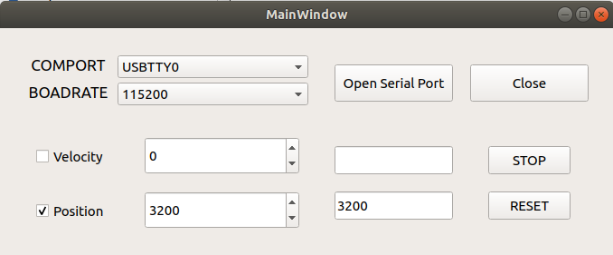 MainWindow
COMPORT USBTTY0 Open Serial Port Close
BOADRATE 115200
Velocity 0 STOP
Position 3200 3200 RESET